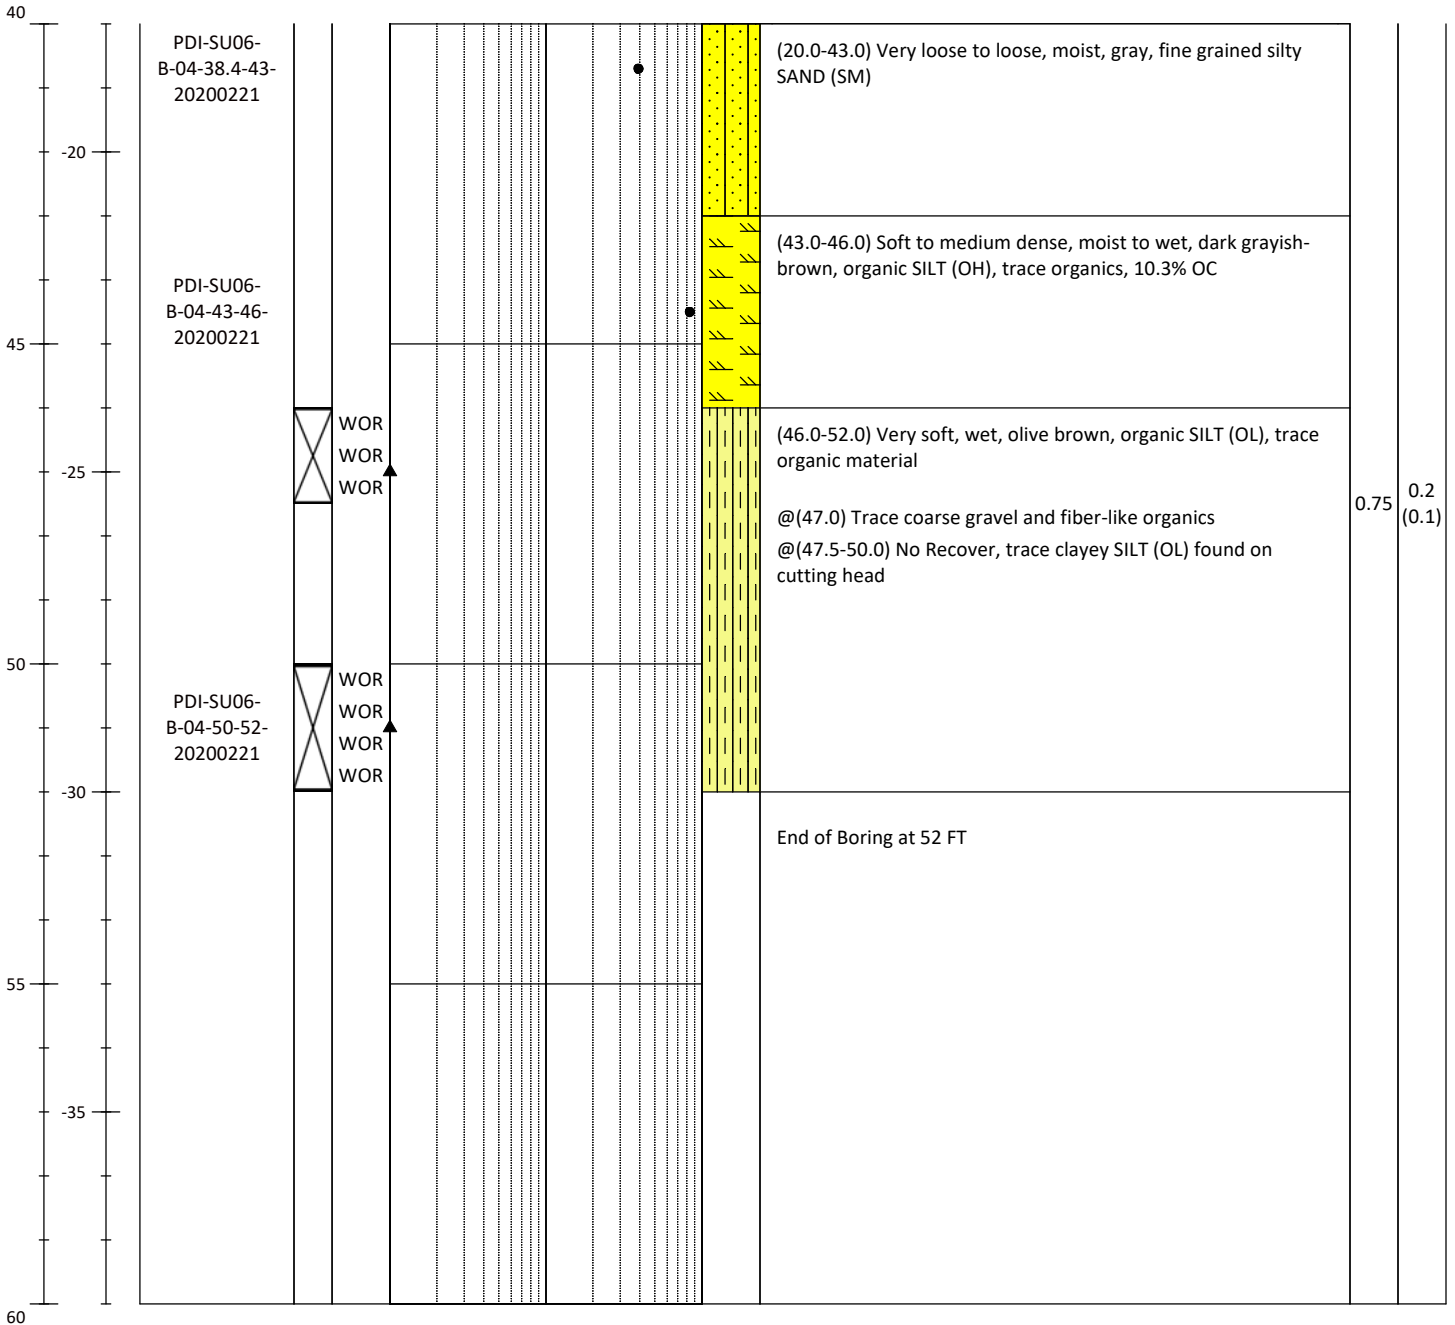 40
PDI-SU06-
B-04-38.4-43-
20200221
(20.0-43.0) Very loose to loose, moist, gray, fine grained silty
SAND (SM)
-20
(43.0-46.0) Soft to medium dense, moist to wet, dark grayish-
brown, organic SILT (OH), trace organics, 10.3% OC
PDI-SU06-
B-04-43-46-
20200221
45
WOR
WOR
WOR
(46.0-52.0) Very soft, wet, olive brown, organic SILT (OL), trace
organic material
-25
@(47.0) Trace coarse gravel and fiber-like organics
@(47.5-50.0) No Recover, trace clayey SILT (OL) found on
cutting head
0.75
0.2
(0.1)
50
PDI-SU06-
B-04-50-52-
20200221
WOR
WOR
WOR
WOR
-30
End of Boring at 52 FT
55
-35
60